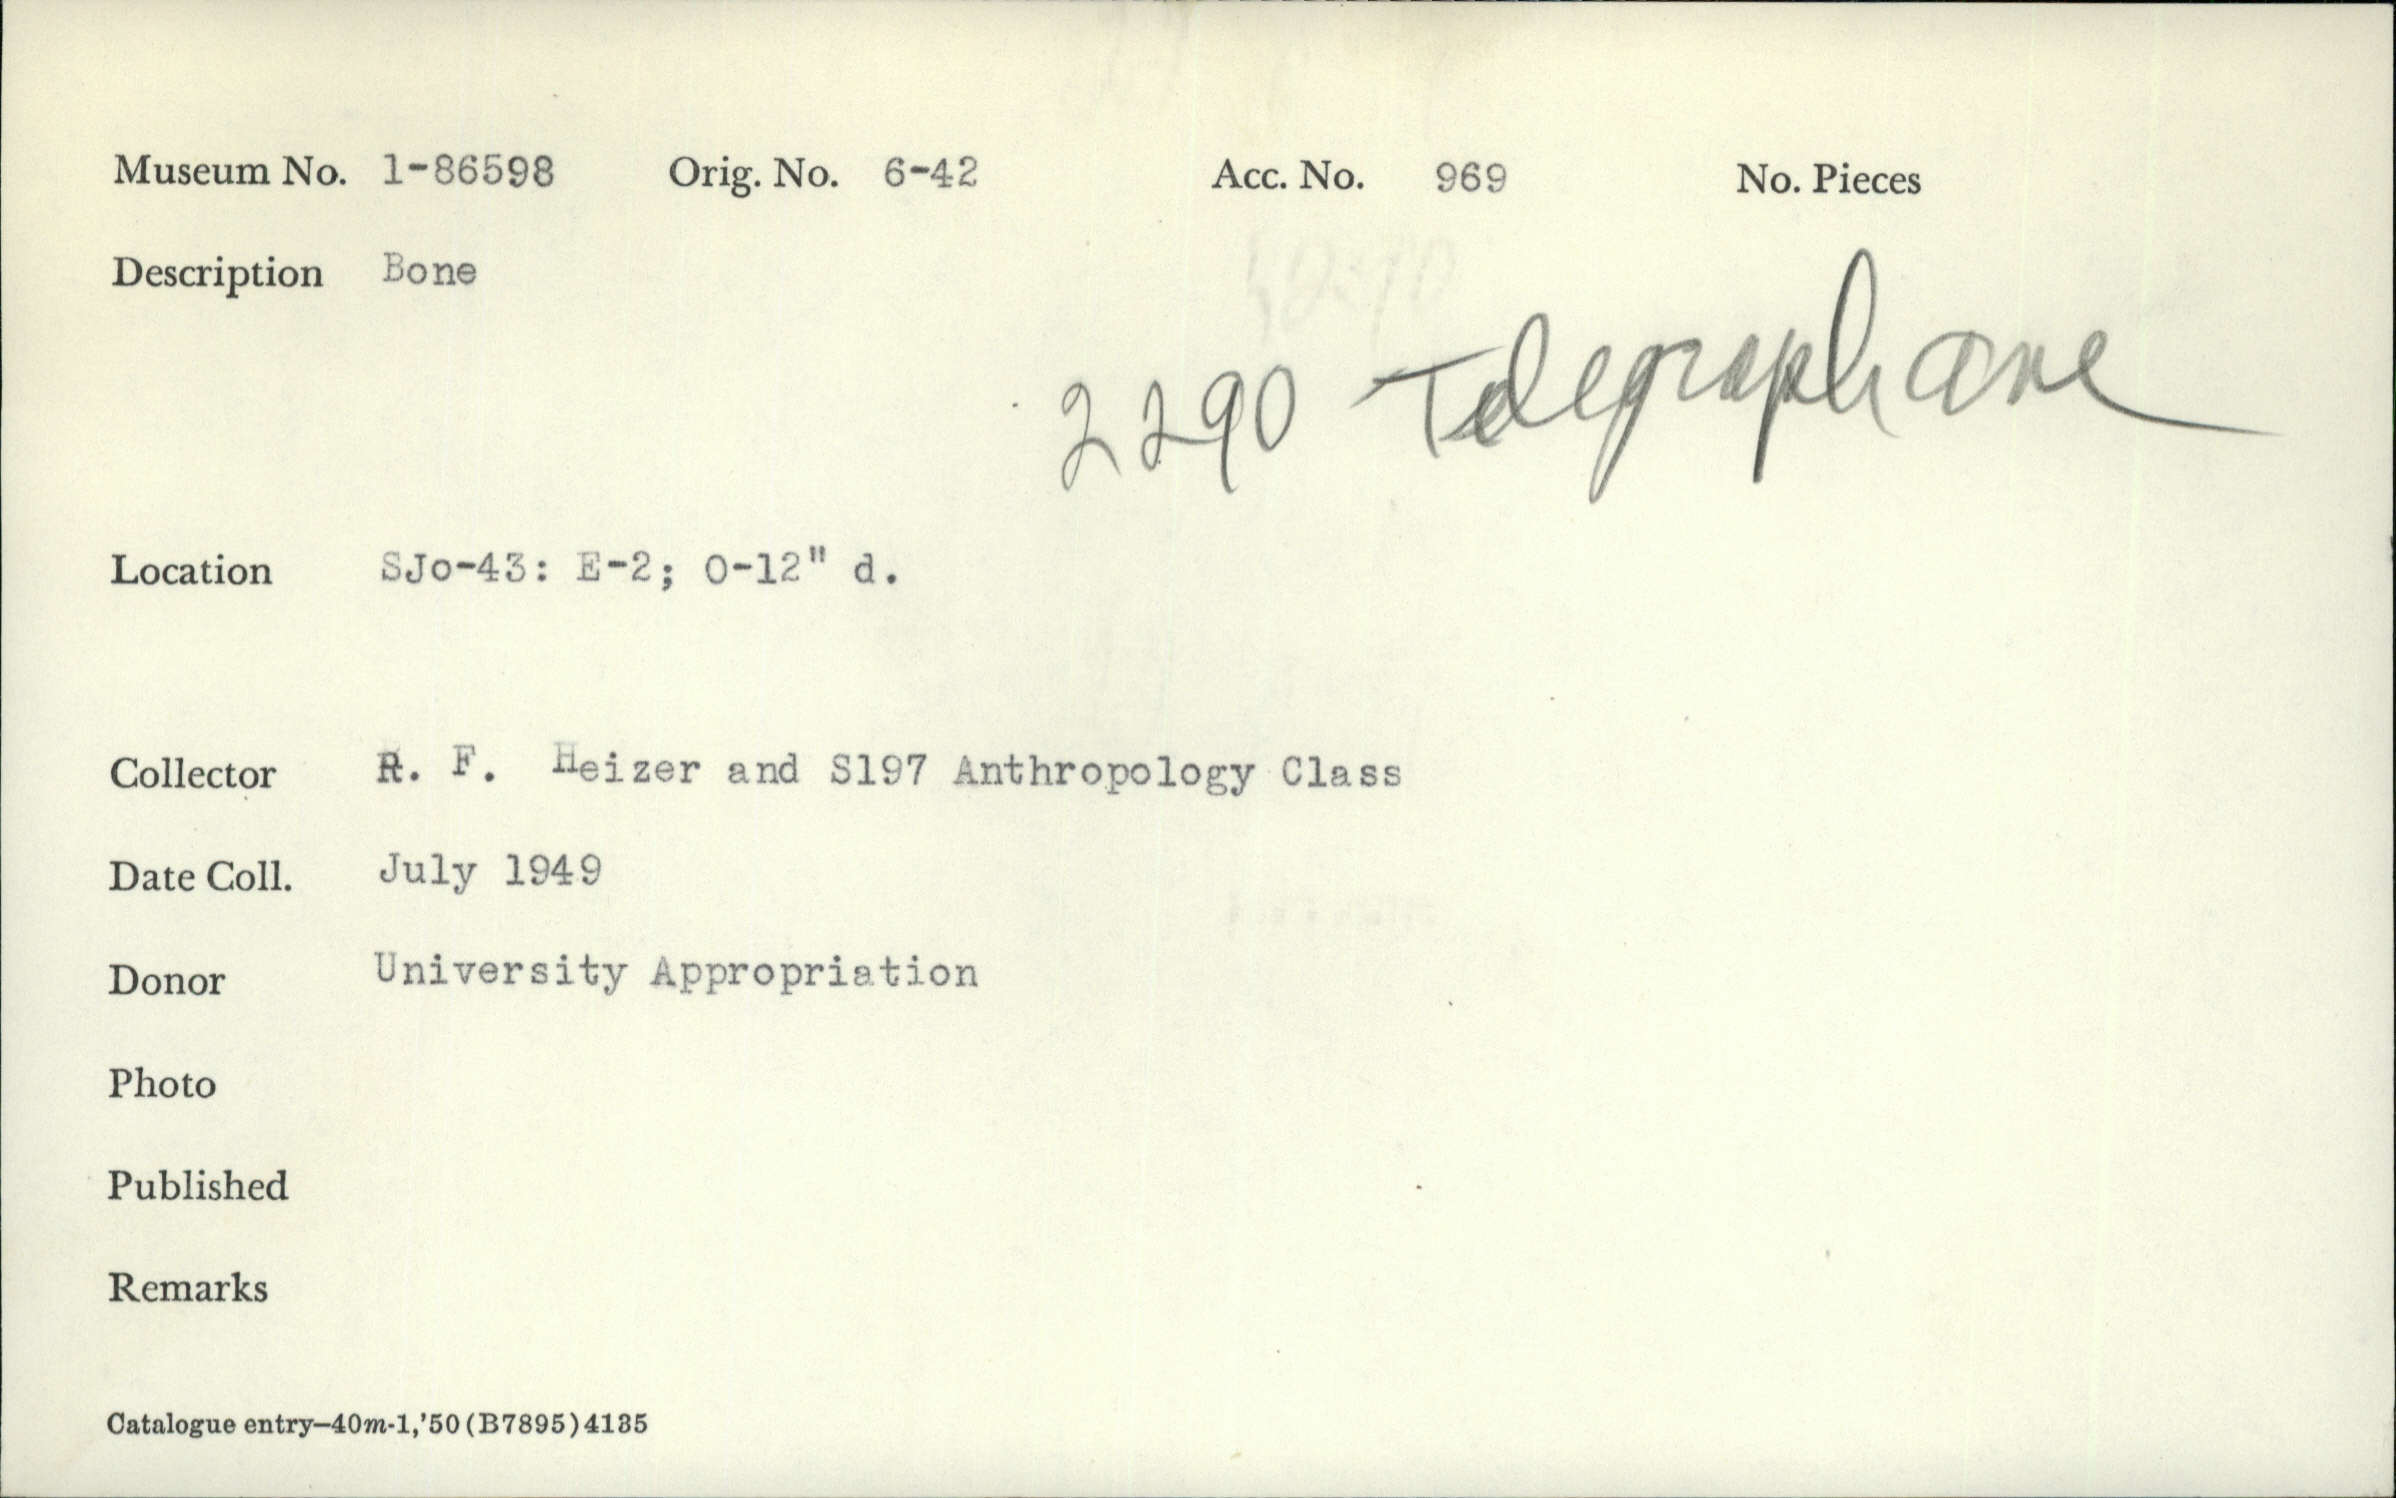 Museum No. 1-86598 Orig. No. 6-42 Acc. No. 969 No. Pieces
Description Bone
2290 Telegraph Ave
Location SJo-43: E-2; 0-12" d.
Collector R. F. Heizer and S197 Anthropology Class
Date Coll. July 1949
Donor University Appropriation
Photo
Published
Remarks
Catalogue entry—40m-1,'50(B7895)4135